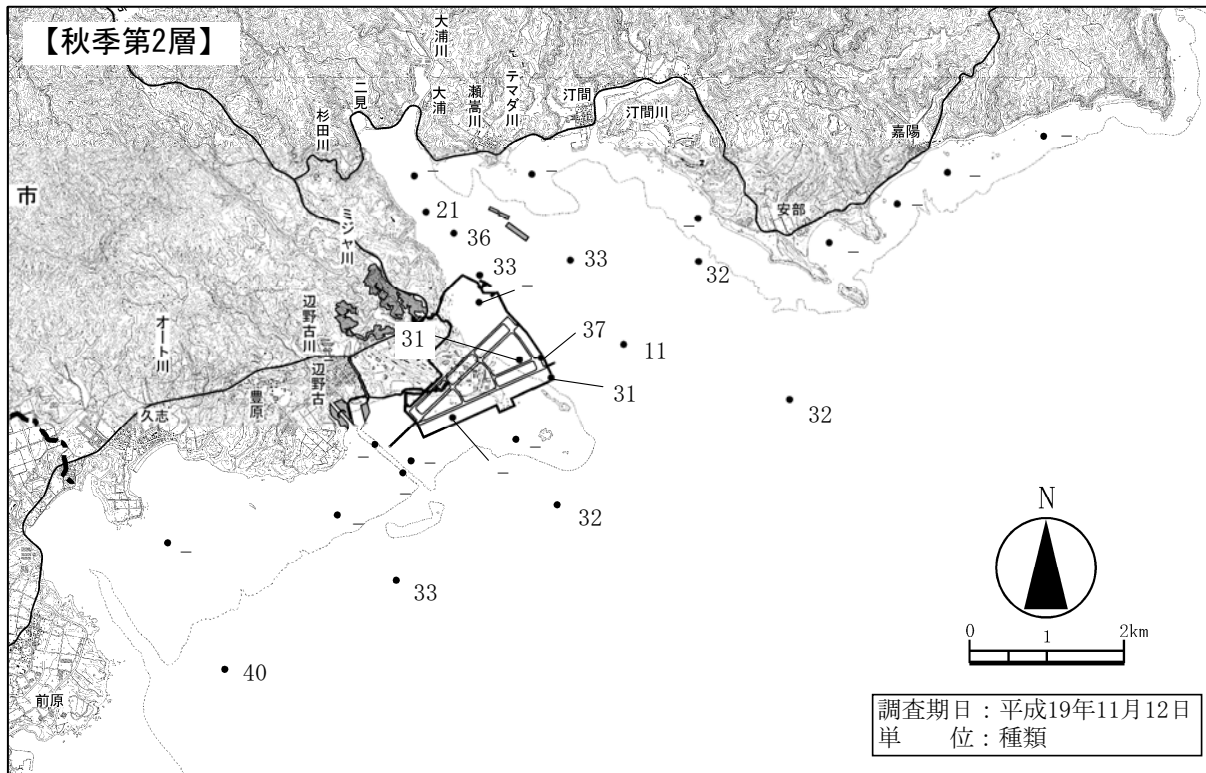 【秋季第2層】
大浦川
二見
大浦
瀬嵩川
テマダ川
汀間
汀間川
杉田川
嘉陽
市
ミジャ川
安部
—
—
—
—
—
—
—
21
36
33
33
32
—
辺野古川
オート川
31
37
11
31
辺野古
豊原
久志
32
—
—
—
—
—
—
—
32
33
40
前原
N
0 1 2km
調査期日：平成19年11月12日
単　　位：種類